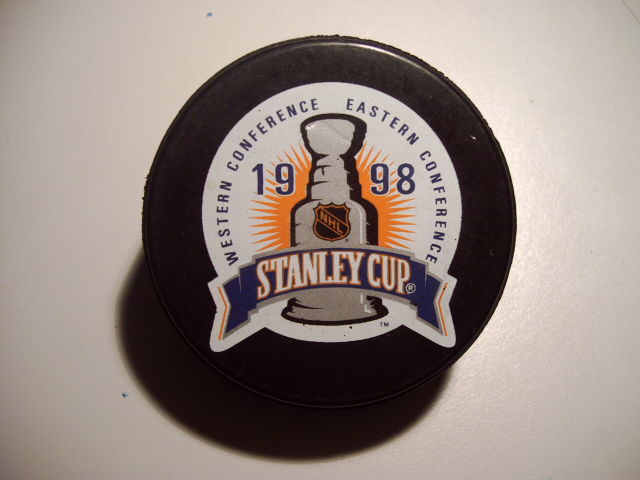 WESTERN CONFERENCE EASTERN CONFERENCE
19 98
NHL
STANLEY CUP ®
™